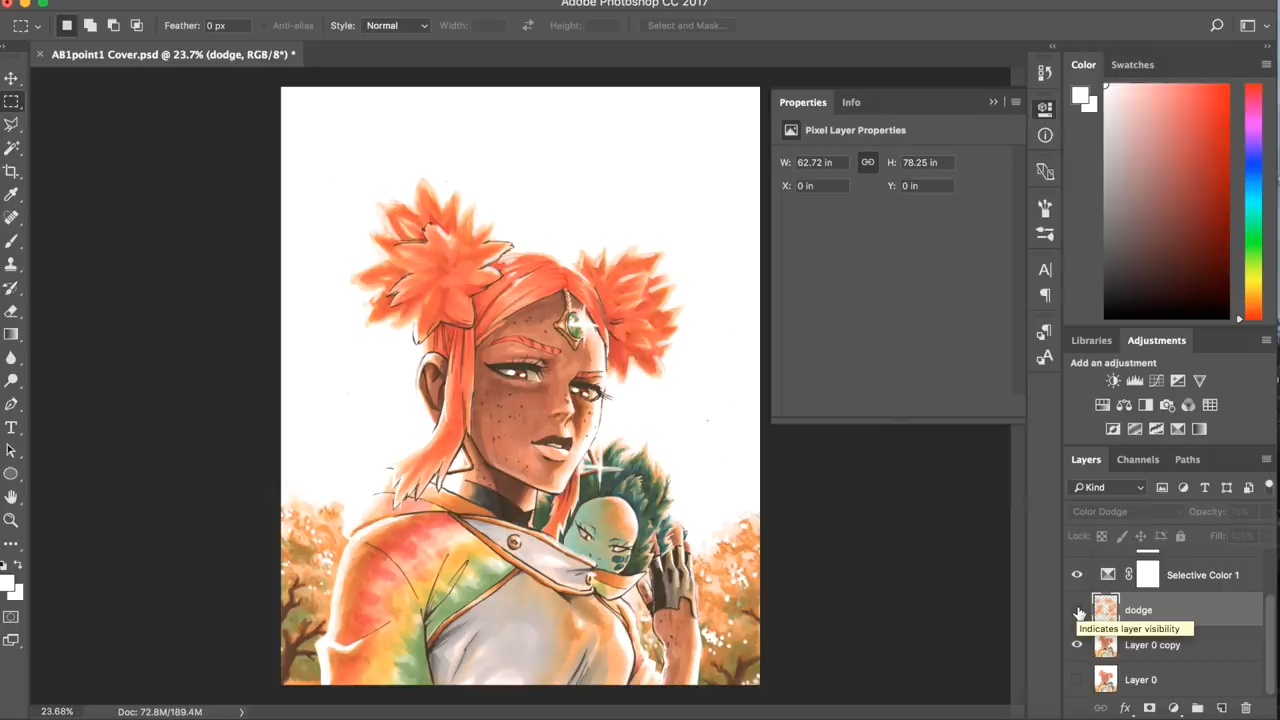 Adobe Photoshop CC 2017
Feather: 0 px Anti-alias Style: Normal Width: Height: Select and Mask...
× AB1point1 Cover.psd @ 23.7% (dodge, RGB/8*) *
Color Swatches
Properties Info
Pixel Layer Properties
W: 62.72 in H: 78.25 in
X: 0 in Y: 0 in
Libraries Adjustments
Add an adjustment
Layers Channels Paths
Kind
Color Dodge Opacity: 75%
Lock: Fill: 100%
Selective Color 1
dodge
Indicates layer visibility
Layer 0 copy
Layer 0
23.68% Doc: 72.8M/189.4M